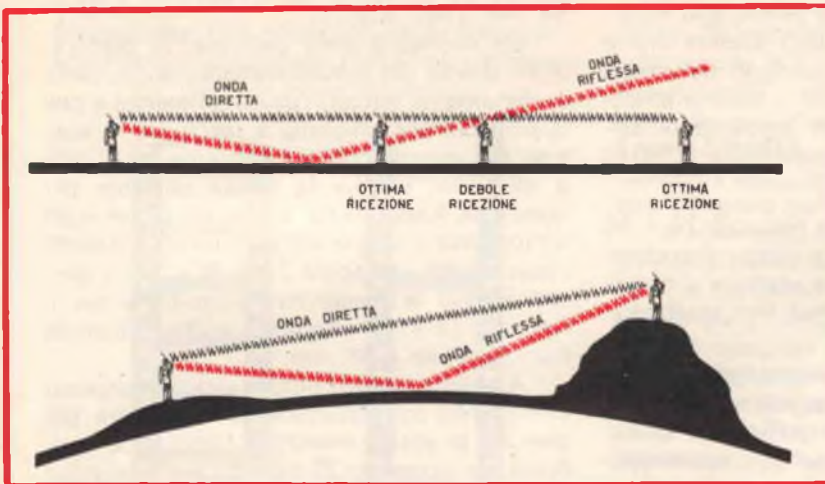 ONDA
DIRETTA
ONDA
RIFLESSA
OTTIMA
RICEZIONE
DEBOLE
RICEZIONE
OTTIMA
RICEZIONE
ONDA DIRETTA
ONDA RIFLESSA